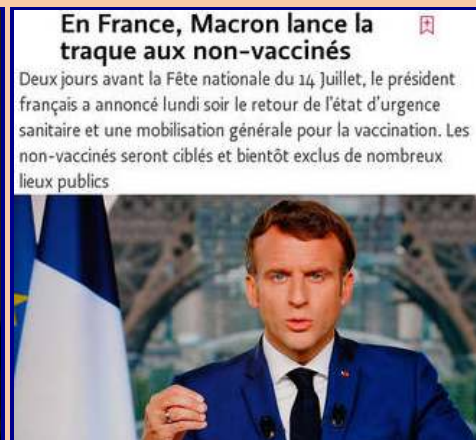 En France, Macron lance la
traque aux non-vaccinés
Deux jours avant la Fête nationale du 14 Juillet, le président
français a annoncé lundi soir le retour de l'état d'urgence
sanitaire et une mobilisation générale pour la vaccination. Les
non-vaccinés seront ciblés et bientôt exclus de nombreux
lieux publics